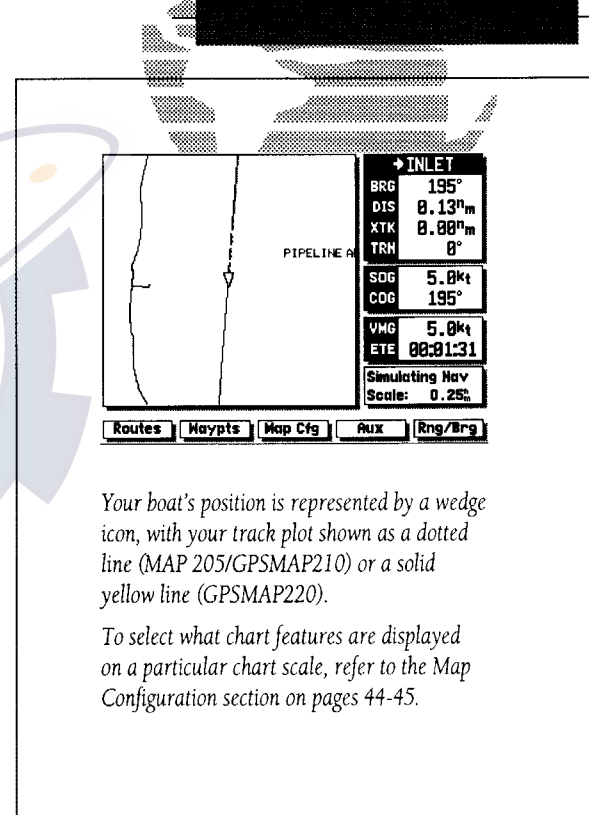 ➔INLET
BRG 195°
DIS 0.13nm
XTK 0.00nm
TRN 0°
PIPELINE A
SOG 5.0kt
COG 195°
VMG 5.0kt
ETE 00:01:31
Simulating Nav
Scale: 0.25nm
Routes Waypts Map Cfg Aux Rng/Brg
Your boat's position is represented by a wedge
icon, with your track plot shown as a dotted
line (MAP 205/GPSMAP210) or a solid
yellow line (GPSMAP220).
To select what chart features are displayed
on a particular chart scale, refer to the Map
Configuration section on pages 44-45.